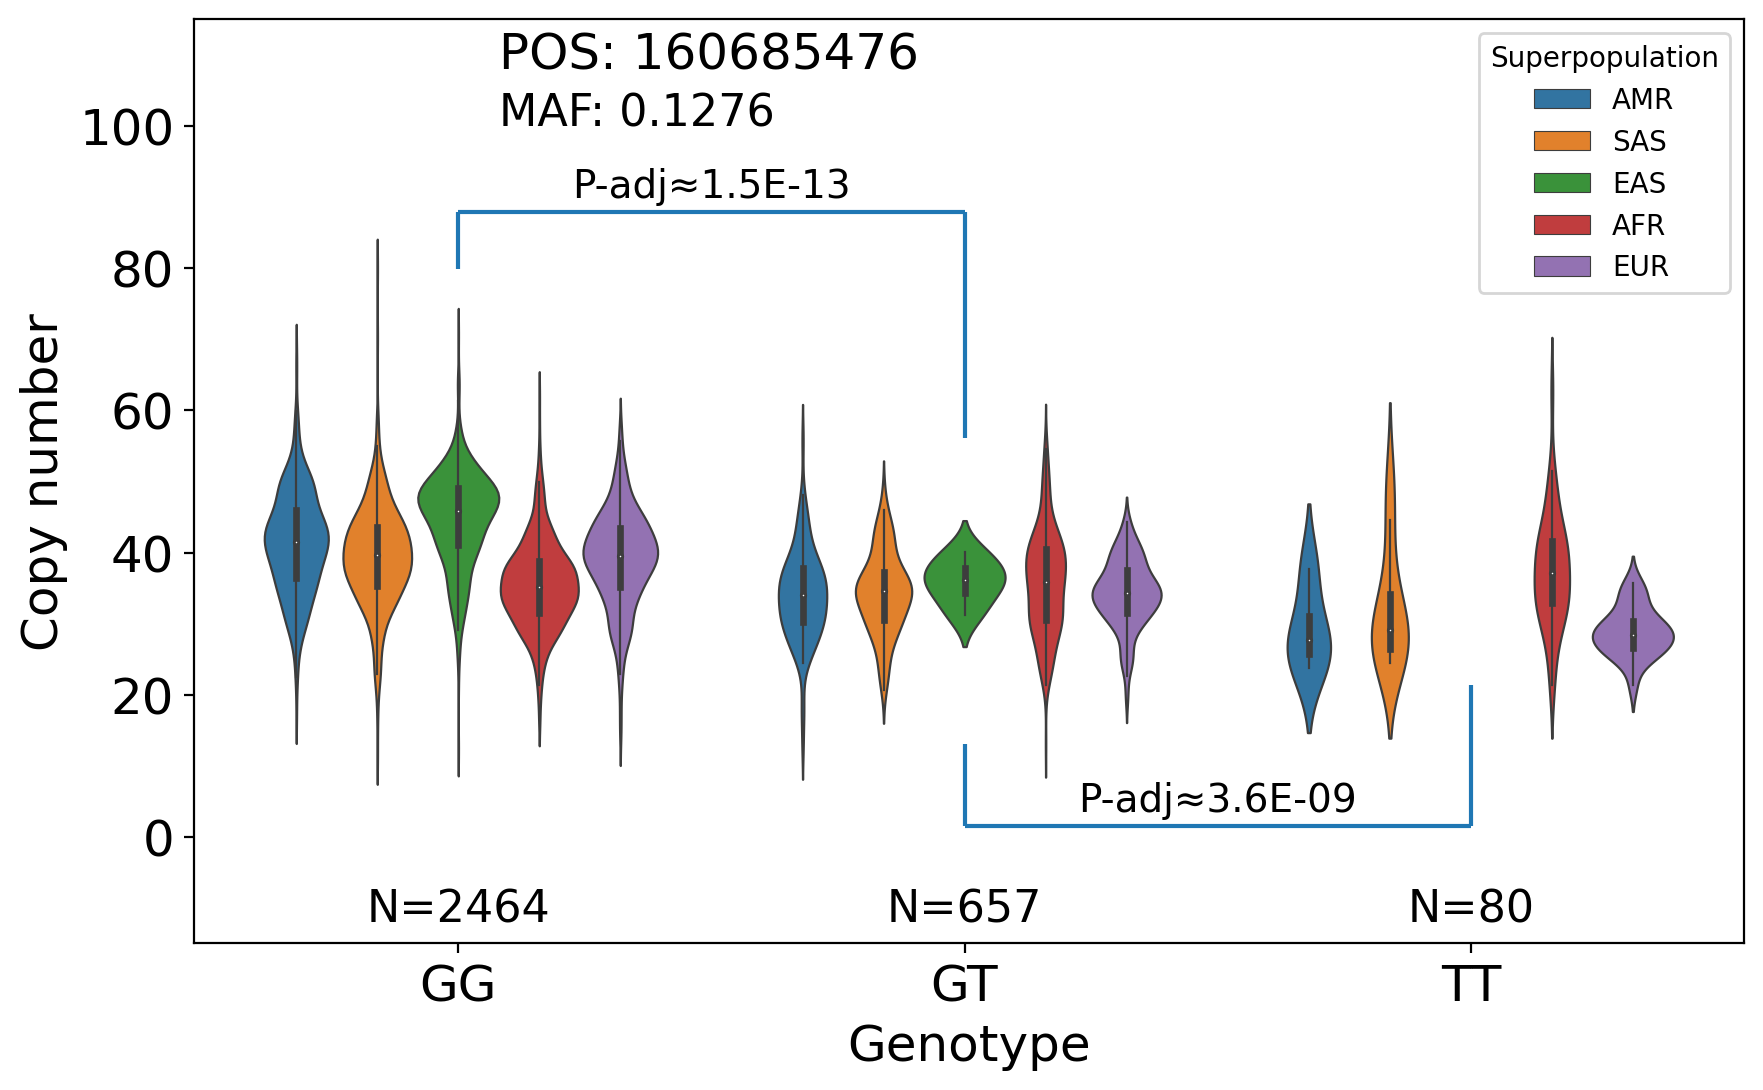 POS: 160685476
MAF: 0.1276
P-adj≈1.5E-13
Superpopulation
AMR
SAS
EAS
AFR
EUR
Copy number
100
80
60
40
20
0
P-adj≈3.6E-09
N=2464
N=657
N=80
GG
GT
TT
Genotype